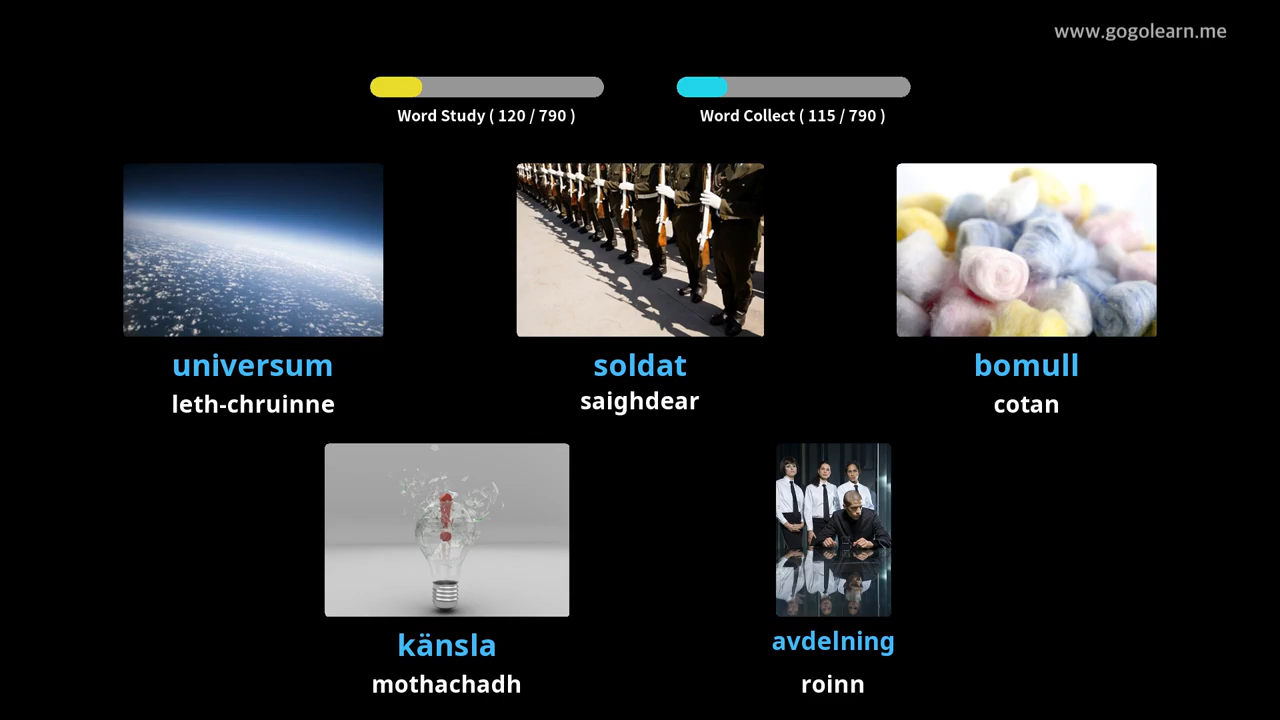 www.gogolearn.me
Word Study ( 120 / 790 )
Word Collect ( 115 / 790 )
universum
leth-chruinne
soldat
saighdear
bomull
cotan
känsla
mothachadh
avdelning
roinn